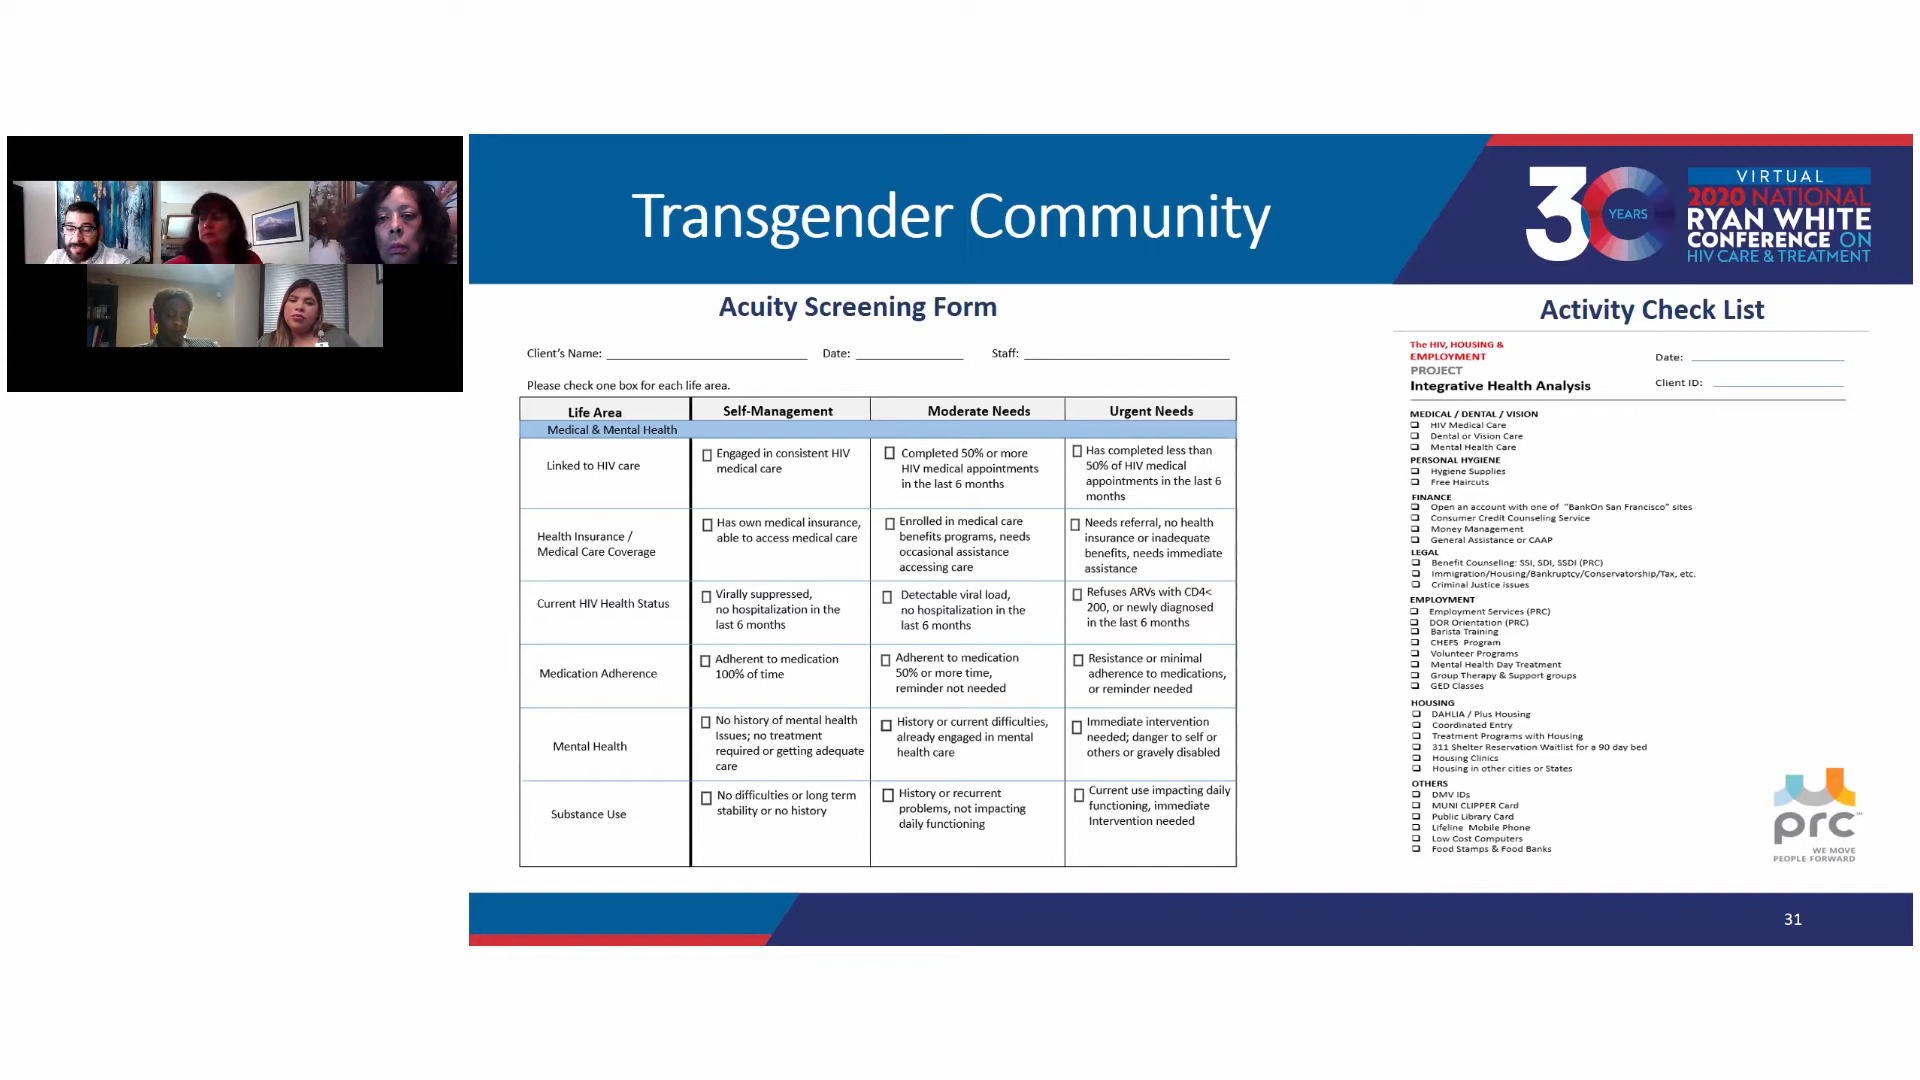 Transgender Community
30
YEARS
VIRTUAL
2020 NATIONAL
RYAN WHITE
CONFERENCE ON
HIV CARE & TREATMENT
Acuity Screening Form
Client's Name:
Date:
Staff:
Please check one box for each life area.
Life Area
Self-Management
Moderate Needs
Urgent Needs
Medical & Mental Health
Linked to HIV care
Engaged in consistent HIV
medical care
Completed 50% or more
HIV medical appointments
in the last 6 months
Has completed less than
50% of HIV medical
appointments in the last 6
months
Health Insurance /
Medical Care Coverage
Has own medical insurance,
able to access medical care
Enrolled in medical care
benefits programs, needs
occasional assistance
accessing care
Needs referral, no health
insurance or inadequate
benefits, needs immediate
assistance
Current HIV Health Status
Virally suppressed,
no hospitalization in the
last 6 months
Detectable viral load,
no hospitalization in the
last 6 months
Refuses ARVs with CD4<
200, or newly diagnosed
in the last 6 months
Medication Adherence
Adherent to medication
100% of time
Adherent to medication
50% or more time,
reminder not needed
Resistance or minimal
adherence to medications,
or reminder needed
Mental Health
No history of mental health
Issues; no treatment
required or getting adequate
care
History or current difficulties,
already engaged in mental
health care
Immediate intervention
needed; danger to self or
others or gravely disabled
Substance Use
No difficulties or long term
stability or no history
History or recurrent
problems, not impacting
daily functioning
Current use impacting daily
functioning, immediate
Intervention needed
Activity Check List
The HIV, HOUSING &
EMPLOYMENT
PROJECT
Integrative Health Analysis
Date:
Client ID:
MEDICAL / DENTAL / VISION
HIV Medical Care
Dental or Vision Care
Mental Health Care
PERSONAL HYGIENE
Hygiene Supplies
Free Haircuts
FINANCE
Open an account with one of "BankOn San Francisco" sites
Consumer Credit Counseling Service
Money Management
General Assistance or CAAP
LEGAL
Benefit Counseling: SSI, SDI, SSDI (PRC)
Immigration/Housing/Bankruptcy/Conservatorship/Tax, etc.
Criminal Justice issues
EMPLOYMENT
Employment Services (PRC)
DOR Orientation (PRC)
Barista Training
CHEFS Program
Volunteer Programs
Mental Health Day Treatment
Group Therapy & Support groups
GED Classes
HOUSING
DAHLIA / Plus Housing
Coordinated Entry
Treatment Programs with Housing
311 Shelter Reservation Waitlist for a 90 day bed
Housing Clinics
Housing in other cities or States
OTHERS
DMV IDs
MUNI CLIPPER Card
Public Library Card
Lifeline Mobile Phone
Low Cost Computers
Food Stamps & Food Banks
prc
WE MOVE
PEOPLE FORWARD
31